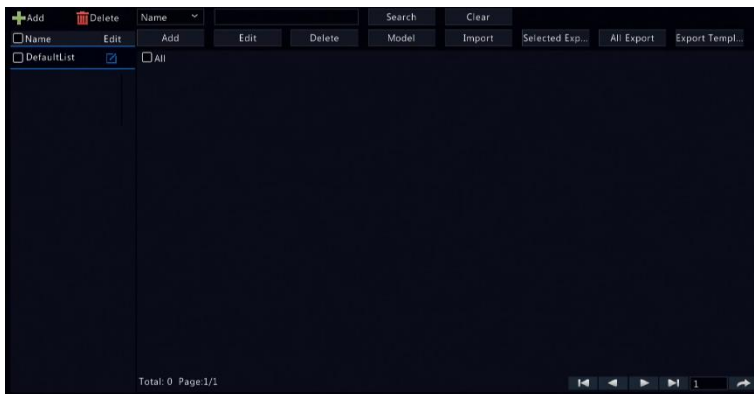 Add Delete Name Search Clear
Name Edit Add Edit Delete Model Import Selected Exp... All Export Export Templ...
DefaultList All
Total: 0 Page:1/1 1